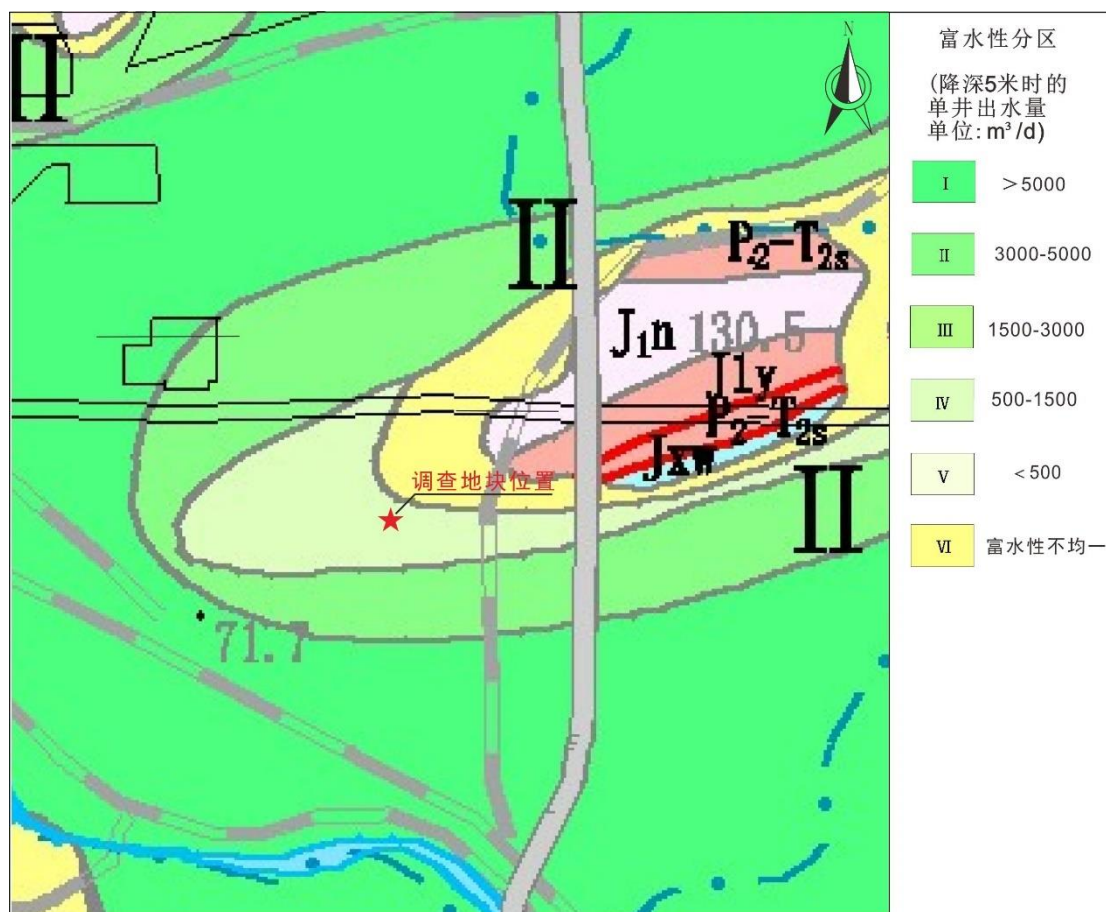 N
富水性分区
(降深5米时的
单井出水量
单位: m³/d)
Ⅰ >5000
Ⅱ 3000-5000
Ⅲ 1500-3000
Ⅳ 500-1500
Ⅴ <500
Ⅵ 富水性不均一
Ⅱ
Ⅱ
P₂-T₂s
J₁n 130.5
J1y
P₂-T₂s
Jxw
调查地块位置
Ⅱ
71.7